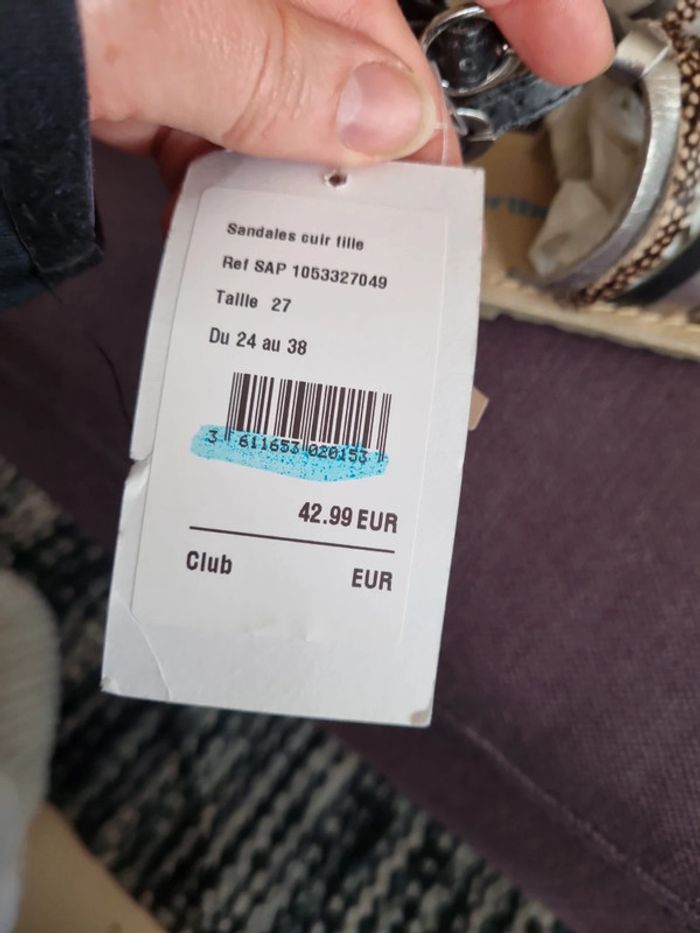 Sandales cuir fille
Ref SAP 1053327049
Taille 27
Du 24 au 38
3 611653 020153
42.99 EUR
Club EUR